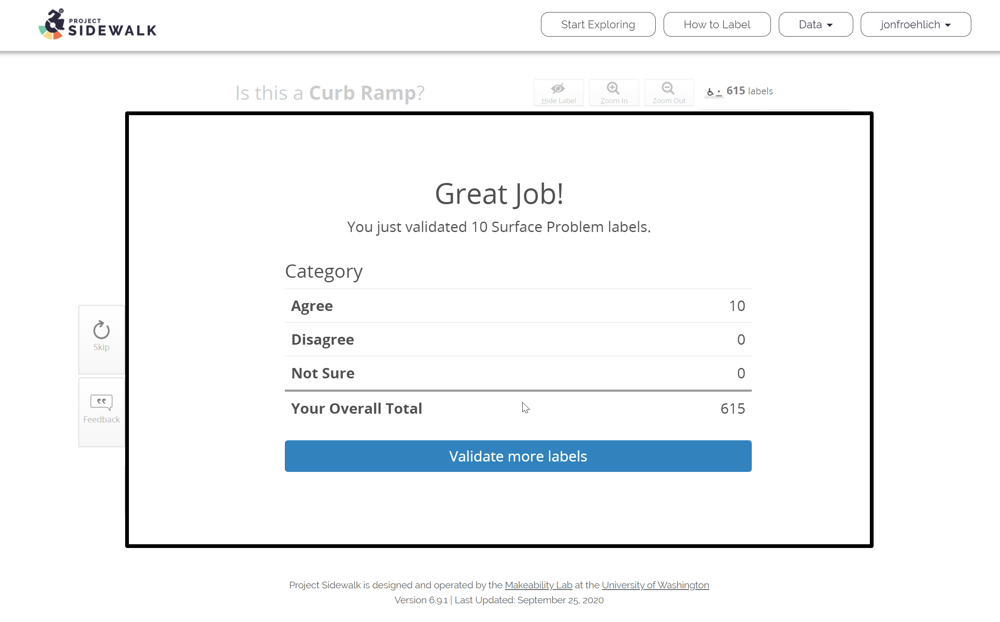 PROJECT
SIDEWALK
Start Exploring
How to Label
Data
jonfroehlich
Is this a Curb Ramp?
Hide Label
Zoom In
Zoom Out
615 labels
Great Job!
You just validated 10 Surface Problem labels.
Category
Agree 10
Disagree 0
Not Sure 0
Your Overall Total 615
Validate more labels
Skip
Feedback
Project Sidewalk is designed and operated by the Makeability Lab at the University of Washington
Version 6.9.1 | Last Updated: September 25, 2020